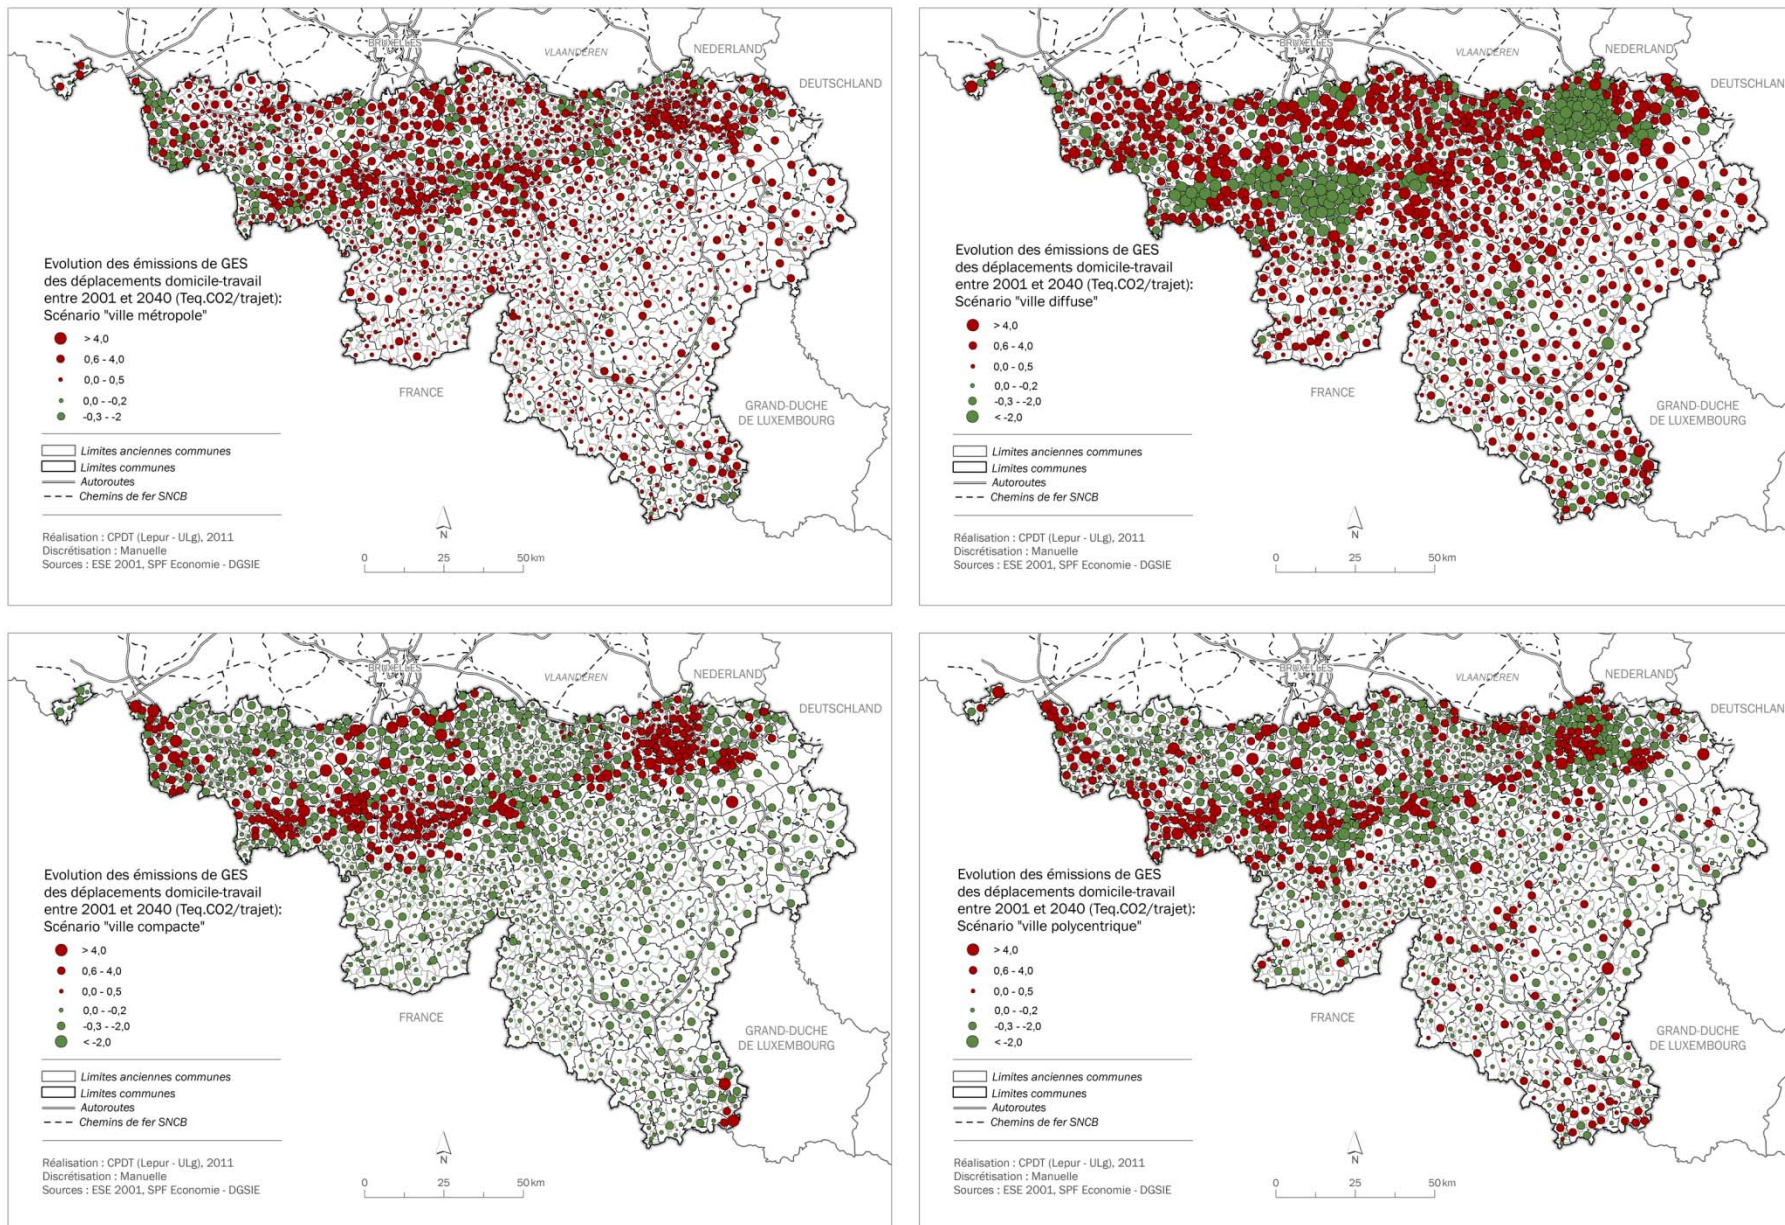 BRUXELLES
VLAANDEREN
NEDERLAND
DEUTSCHLAND
Evolution des émissions de GES
des déplacements domicile-travail
entre 2001 et 2040 (Teq.CO2/trajet):
Scénario "ville métropole"
> 4,0
0,6 - 4,0
0,0 - 0,5
0,0 - -0,2
-0,3 - -2
Limites anciennes communes
Limites communes
Autoroutes
Chemins de fer SNCB
FRANCE
GRAND-DUCHE
DE LUXEMBOURG
Réalisation : CPDT (Lepur - ULg), 2011
Discrétisation : Manuelle
Sources : ESE 2001, SPF Economie - DGSIE
N
0 25 50 km
BRUXELLES
VLAANDEREN
NEDERLAND
DEUTSCHLAND
Evolution des émissions de GES
des déplacements domicile-travail
entre 2001 et 2040 (Teq.CO2/trajet):
Scénario "ville diffuse"
> 4,0
0,6 - 4,0
0,0 - 0,5
0,0 - -0,2
-0,3 - -2,0
< -2,0
Limites anciennes communes
Limites communes
Autoroutes
Chemins de fer SNCB
FRANCE
GRAND-DUCHE
DE LUXEMBOURG
Réalisation : CPDT (Lepur - ULg), 2011
Discrétisation : Manuelle
Sources : ESE 2001, SPF Economie - DGSIE
N
0 25 50 km
BRUXELLES
VLAANDEREN
NEDERLAND
DEUTSCHLAND
Evolution des émissions de GES
des déplacements domicile-travail
entre 2001 et 2040 (Teq.CO2/trajet):
Scénario "ville compacte"
> 4,0
0,6 - 4,0
0,0 - 0,5
0,0 - -0,2
-0,3 - -2,0
< -2,0
Limites anciennes communes
Limites communes
Autoroutes
Chemins de fer SNCB
FRANCE
GRAND-DUCHE
DE LUXEMBOURG
Réalisation : CPDT (Lepur - ULg), 2011
Discrétisation : Manuelle
Sources : ESE 2001, SPF Economie - DGSIE
N
0 25 50 km
BRUXELLES
VLAANDEREN
NEDERLAND
DEUTSCHLAND
Evolution des émissions de GES
des déplacements domicile-travail
entre 2001 et 2040 (Teq.CO2/trajet):
Scénario "ville polycentrique"
> 4,0
0,6 - 4,0
0,0 - 0,5
0,0 - -0,2
-0,3 - -2,0
< -2,0
Limites anciennes communes
Limites communes
Autoroutes
Chemins de fer SNCB
FRANCE
GRAND-DUCHE
DE LUXEMBOURG
Réalisation : CPDT (Lepur - ULg), 2011
Discrétisation : Manuelle
Sources : ESE 2001, SPF Economie - DGSIE
N
0 25 50 km